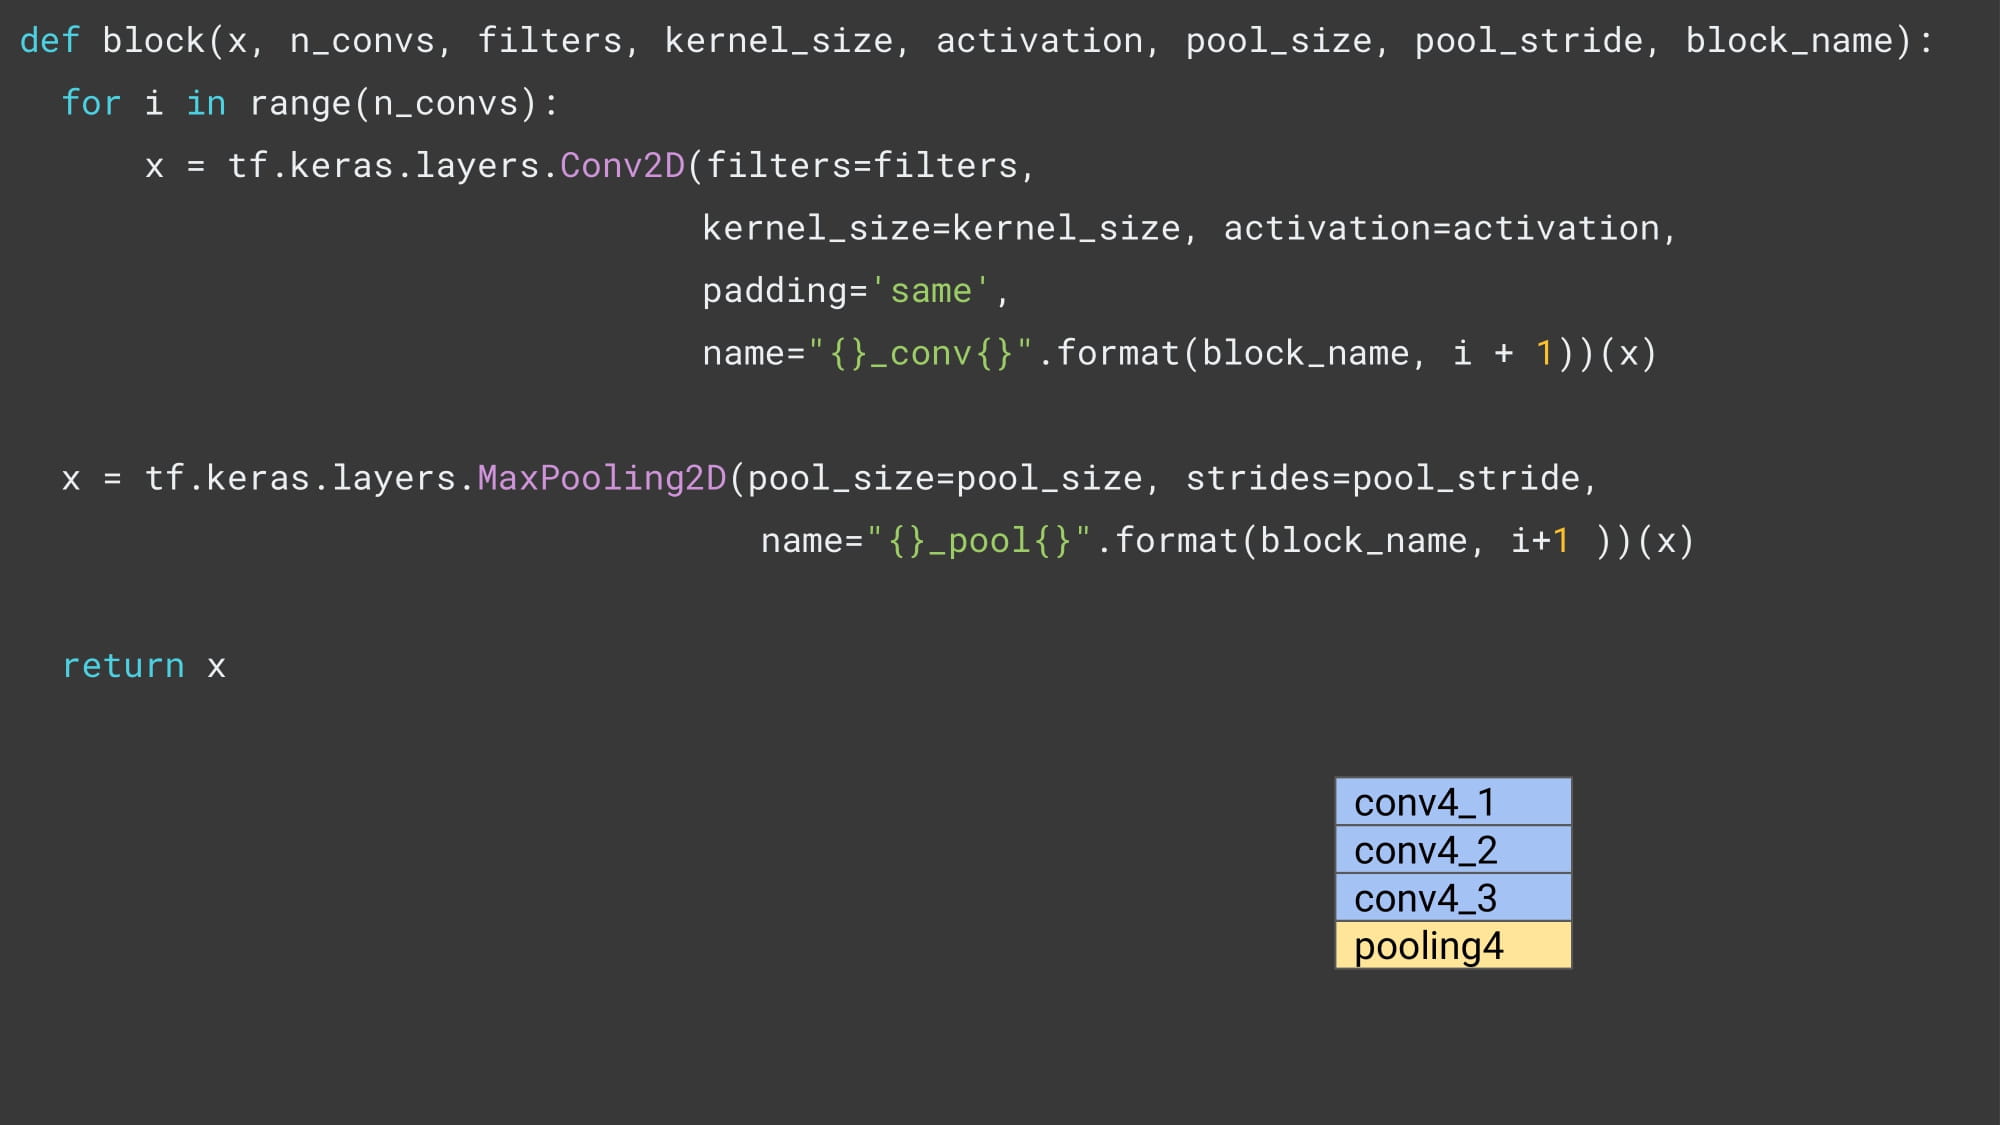 def block(x, n_convs, filters, kernel_size, activation, pool_size, pool_stride, block_name):
for i in range(n_convs):
x = tf.keras.layers.Conv2D(filters=filters,
kernel_size=kernel_size, activation=activation,
padding='same',
name="{}_conv{}".format(block_name, i + 1))(x)
x = tf.keras.layers.MaxPooling2D(pool_size=pool_size, strides=pool_stride,
name="{}_pool{}".format(block_name, i+1 ))(x)
return x
conv4_1
conv4_2
conv4_3
pooling4